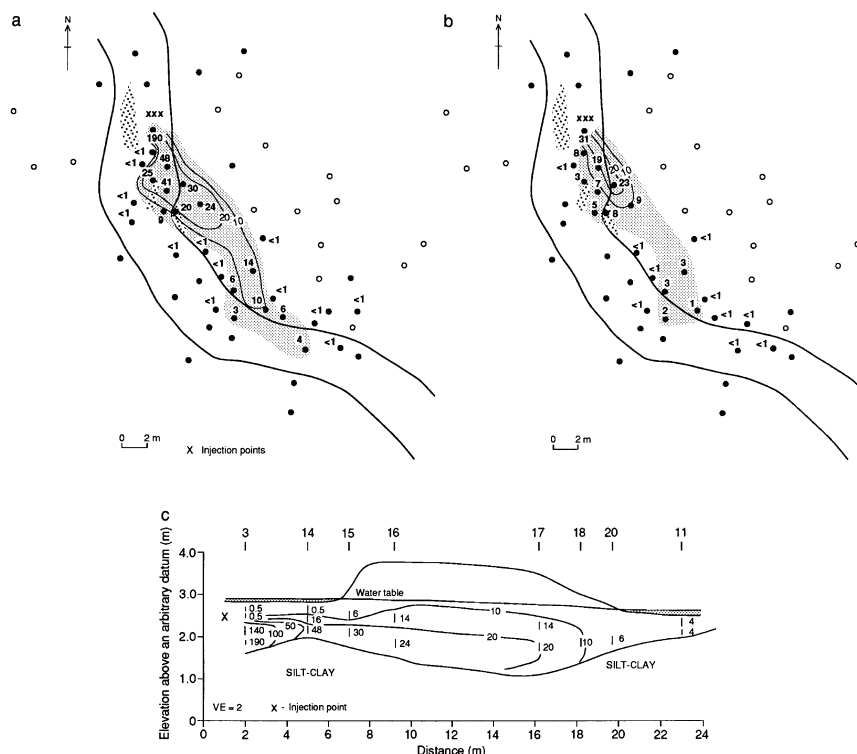 a
N
xxx
190
<1
48
<1
25
41
30
<1
20
24
20
10
<1
9
<1
<1
<1
14
6
<1
<1
10
6
<1
<1
3
4
<1
0 2 m
X Injection points
b
N
xxx
31
8
19
10
<1
20
3
7
23
9
5
8
<1
<1
<1
3
3
<1
<1
1
<1
<1
2
<1
<1
0 2 m
c
3 14 15 16 17 18 20 11
Elevation above an arbitrary datum (m)
4.0
3.0
2.0
1.0
0
Water table
X
0.5 0.5 6 10
0.5 16 14 14 4
140 100 50 48 30 20 10 6 4
190 24 20
SILT-CLAY SILT-CLAY
VE = 2 X - Injection point
0 2 4 6 8 10 12 14 16 18 20 22 24
Distance (m)